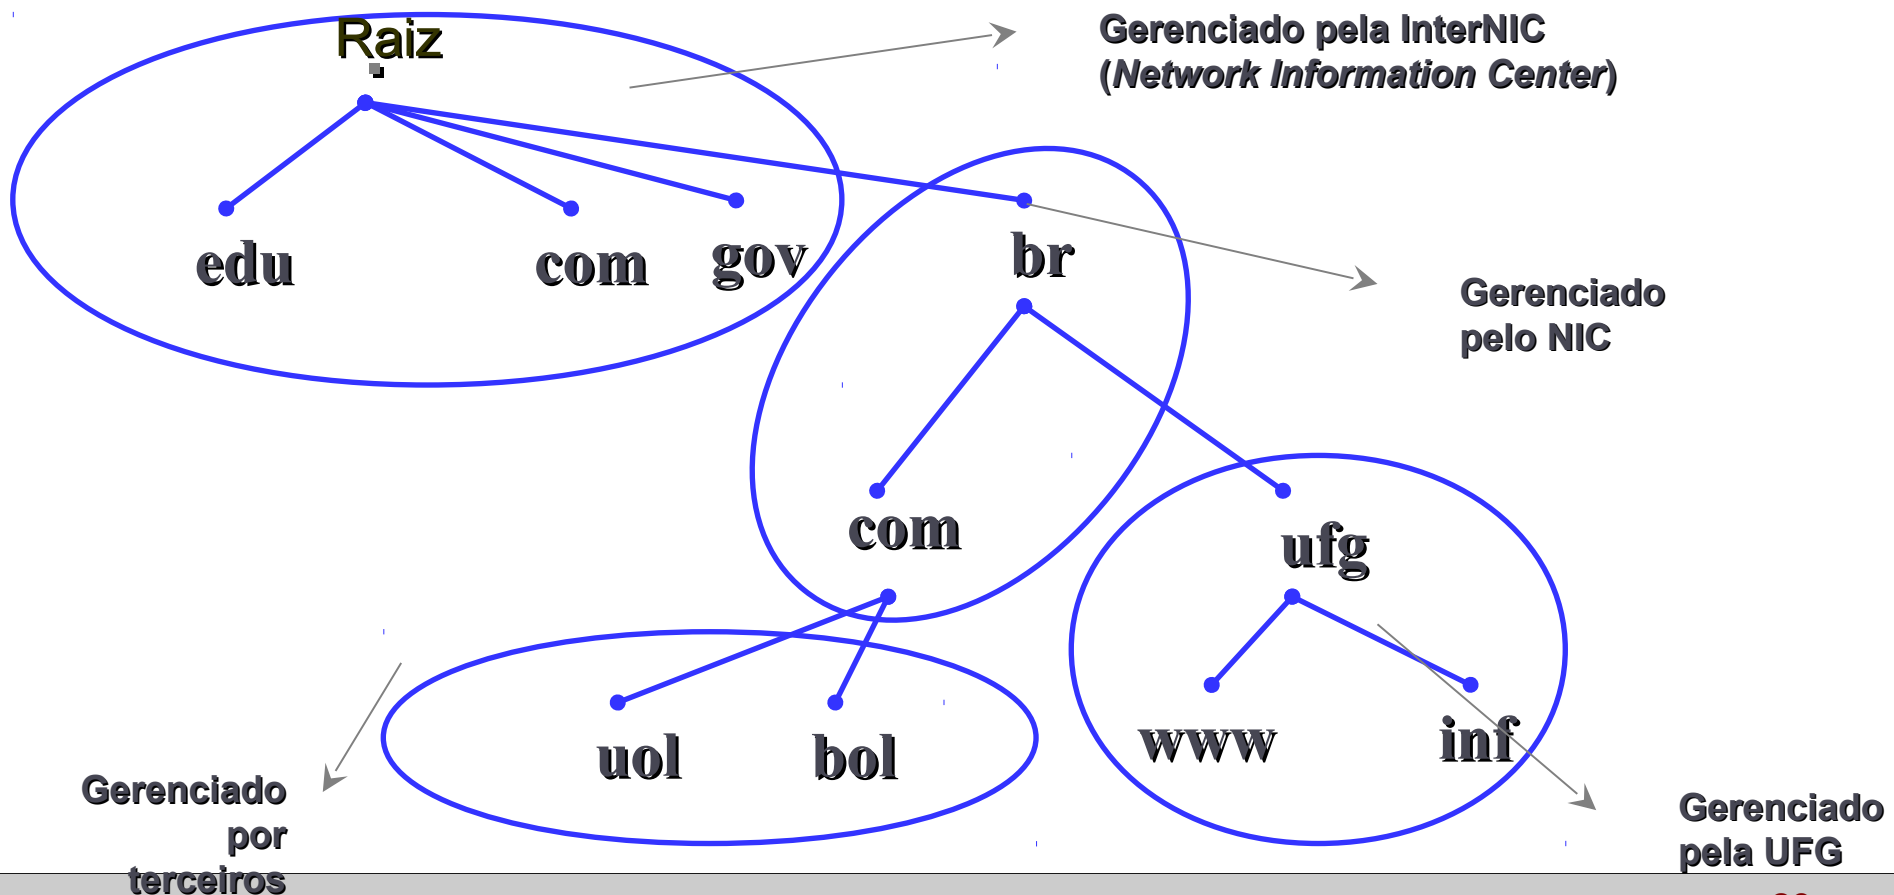 Raiz
Gerenciado pela InterNIC
(Network Information Center)
edu
com
gov
br
Gerenciado
pelo NIC
com
ufg
uol
bol
www
inf
Gerenciado
por
terceiros
Gerenciado
pela UFG